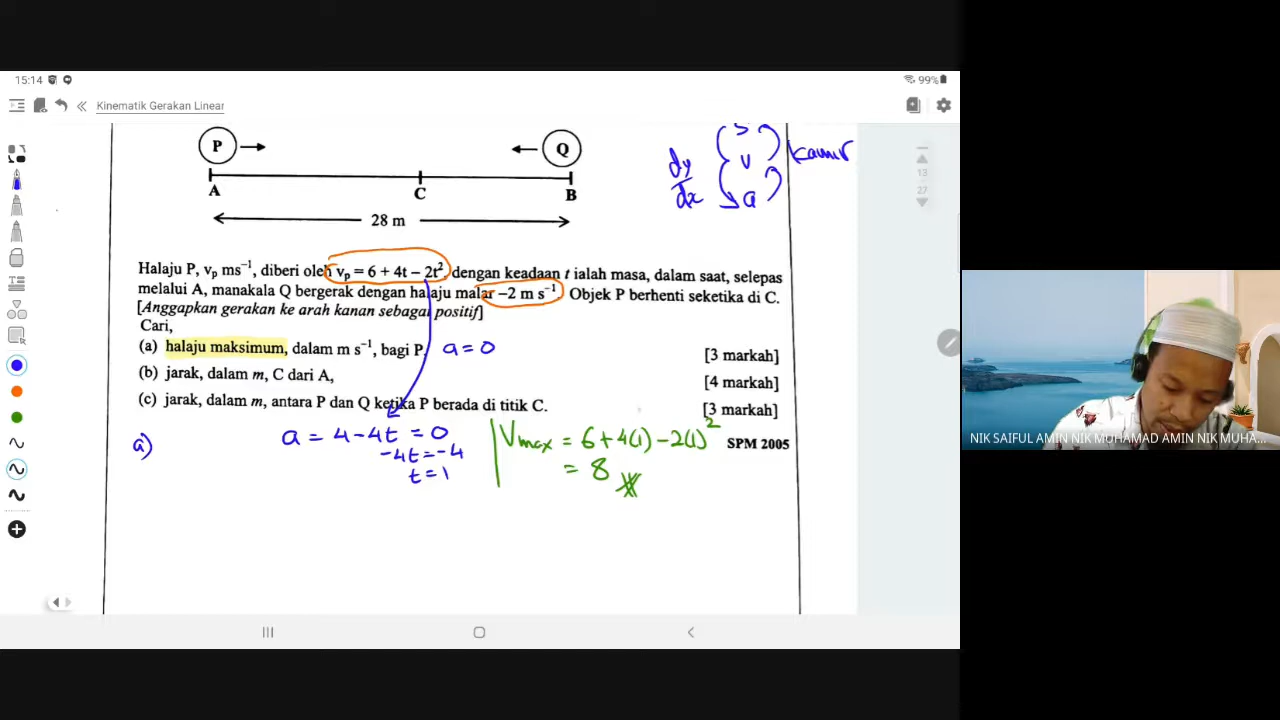 15:14
99%
Kinematik Gerakan Linear
P
Q
A
C
B
28 m
dy/dx
s
v
a
kamir
13
27
Halaju P, vₚ ms⁻¹, diberi oleh vₚ = 6 + 4t − 2t², dengan keadaan t ialah masa, dalam saat, selepas
melalui A, manakala Q bergerak dengan halaju malar −2 m s⁻¹. Objek P berhenti seketika di C.
[Anggapkan gerakan ke arah kanan sebagai positif]
Cari,
(a) halaju maksimum, dalam m s⁻¹, bagi P, a = 0 [3 markah]
(b) jarak, dalam m, C dari A, [4 markah]
(c) jarak, dalam m, antara P dan Q ketika P berada di titik C. [3 markah]
SPM 2005
a)
a = 4 − 4t = 0
−4t = −4
t = 1
Vmax = 6 + 4(1) − 2(1)²
= 8
NIK SAIFUL AMIN NIK MUHAMAD AMIN NIK MUHA...